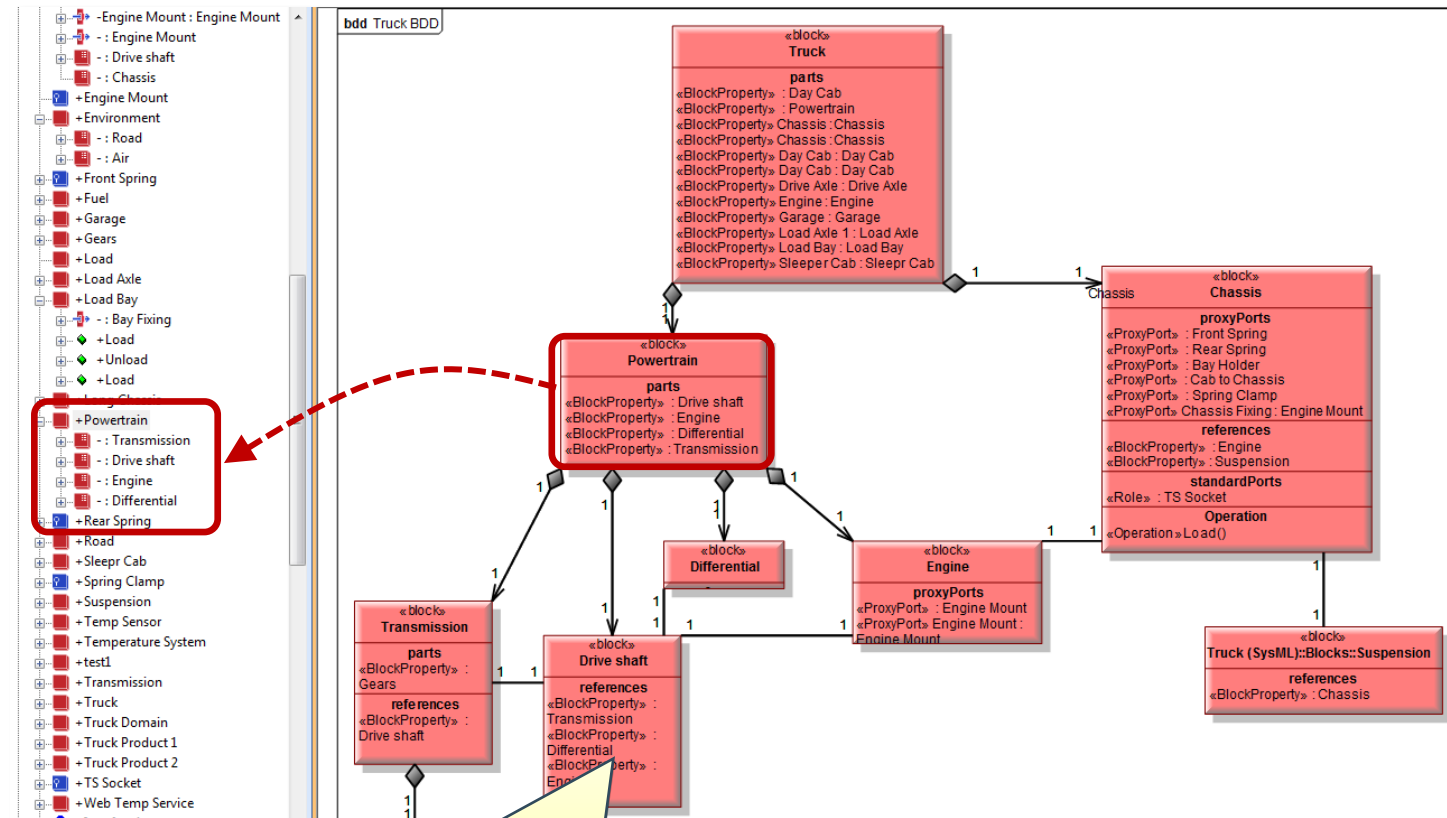 -Engine Mount : Engine Mount
- : Engine Mount
- : Drive shaft
- : Chassis
+Engine Mount
+Environment
- : Road
- : Air
+Front Spring
+Fuel
+Garage
+Gears
+Load
+Load Axle
+Load Bay
- : Bay Fixing
+Load
+Unload
+Load
+Long Chassis
+Powertrain
- : Transmission
- : Drive shaft
- : Engine
- : Differential
+Rear Spring
+Road
+Sleepr Cab
+Spring Clamp
+Suspension
+Temp Sensor
+Temperature System
+test1
+Transmission
+Truck
+Truck Domain
+Truck Product 1
+Truck Product 2
+TS Socket
+Web Temp Service
bdd Truck BDD
«block»
Truck
parts
«BlockProperty» : Day Cab
«BlockProperty» : Powertrain
«BlockProperty» Chassis : Chassis
«BlockProperty» Chassis : Chassis
«BlockProperty» Day Cab : Day Cab
«BlockProperty» Day Cab : Day Cab
«BlockProperty» Drive Axle : Drive Axle
«BlockProperty» Engine : Engine
«BlockProperty» Garage : Garage
«BlockProperty» Load Axle 1 : Load Axle
«BlockProperty» Load Bay : Load Bay
«BlockProperty» Sleeper Cab : Sleepr Cab
1
1
Chassis
1
1
«block»
Chassis
proxyPorts
«ProxyPort» : Front Spring
«ProxyPort» : Rear Spring
«ProxyPort» : Bay Holder
«ProxyPort» : Cab to Chassis
«ProxyPort» : Spring Clamp
«ProxyPort» Chassis Fixing : Engine Mount
references
«BlockProperty» : Engine
«BlockProperty» : Suspension
standardPorts
«Role» : TS Socket
Operation
«Operation» Load()
«block»
Powertrain
parts
«BlockProperty» : Drive shaft
«BlockProperty» : Engine
«BlockProperty» : Differential
«BlockProperty» : Transmission
1
1
1
1
1
1
1
1
1
1
«block»
Differential
«block»
Engine
proxyPorts
«ProxyPort» : Engine Mount
«ProxyPort» Engine Mount :
Engine Mount
1
1
1
1
1
1
«block»
Transmission
parts
«BlockProperty» :
Gears
references
«BlockProperty» :
Drive shaft
1
1
«block»
Drive shaft
references
«BlockProperty» :
Transmission
«BlockProperty» :
Differential
1
1
«block»
Truck (SysML)::Blocks::Suspension
references
«BlockProperty» : Chassis
1
1